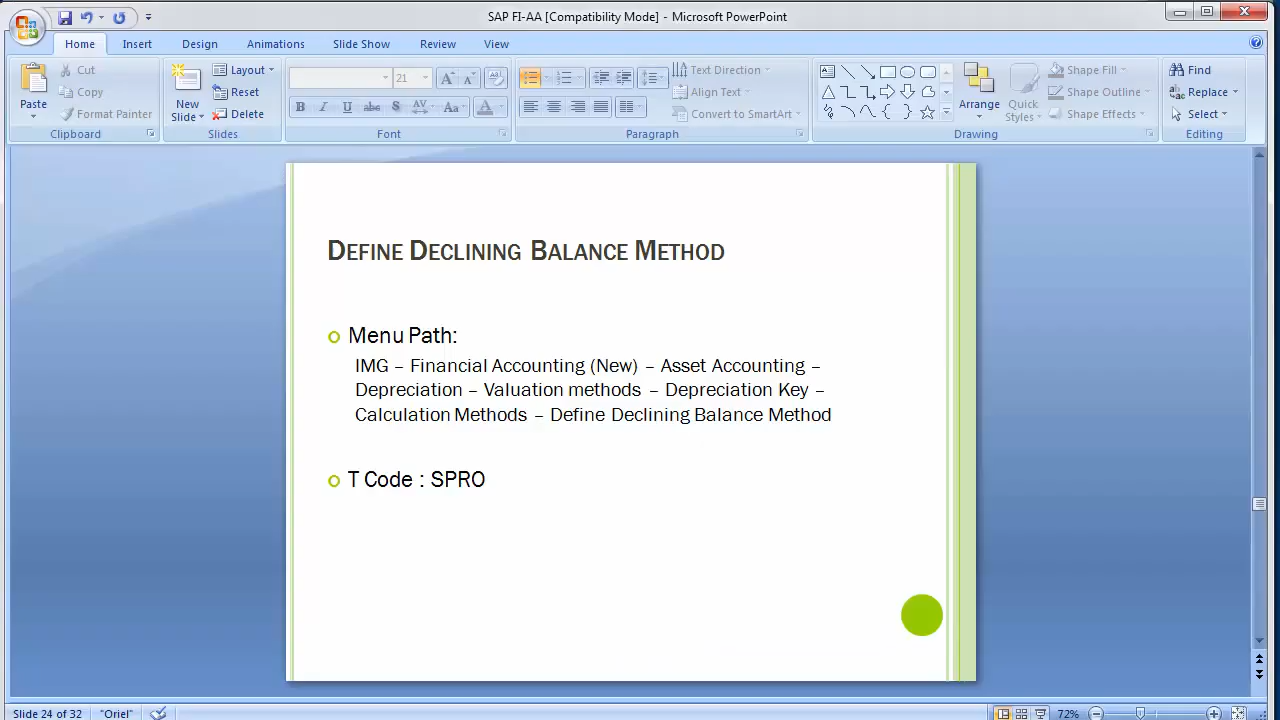 SAP FI-AA [Compatibility Mode] - Microsoft PowerPoint
Home Insert Design Animations Slide Show Review View
Paste Cut Copy Format Painter Clipboard
New Slide Layout Reset Delete Slides
21
B I U abc S AV Aa A Font
Text Direction Align Text Convert to SmartArt Paragraph
Arrange Quick Styles Shape Fill Shape Outline Shape Effects Drawing
Find Replace Select Editing
DEFINE DECLINING BALANCE METHOD
Menu Path:
IMG – Financial Accounting (New) – Asset Accounting –
Depreciation – Valuation methods – Depreciation Key –
Calculation Methods – Define Declining Balance Method
T Code : SPRO
Slide 24 of 32 "Oriel" 72%